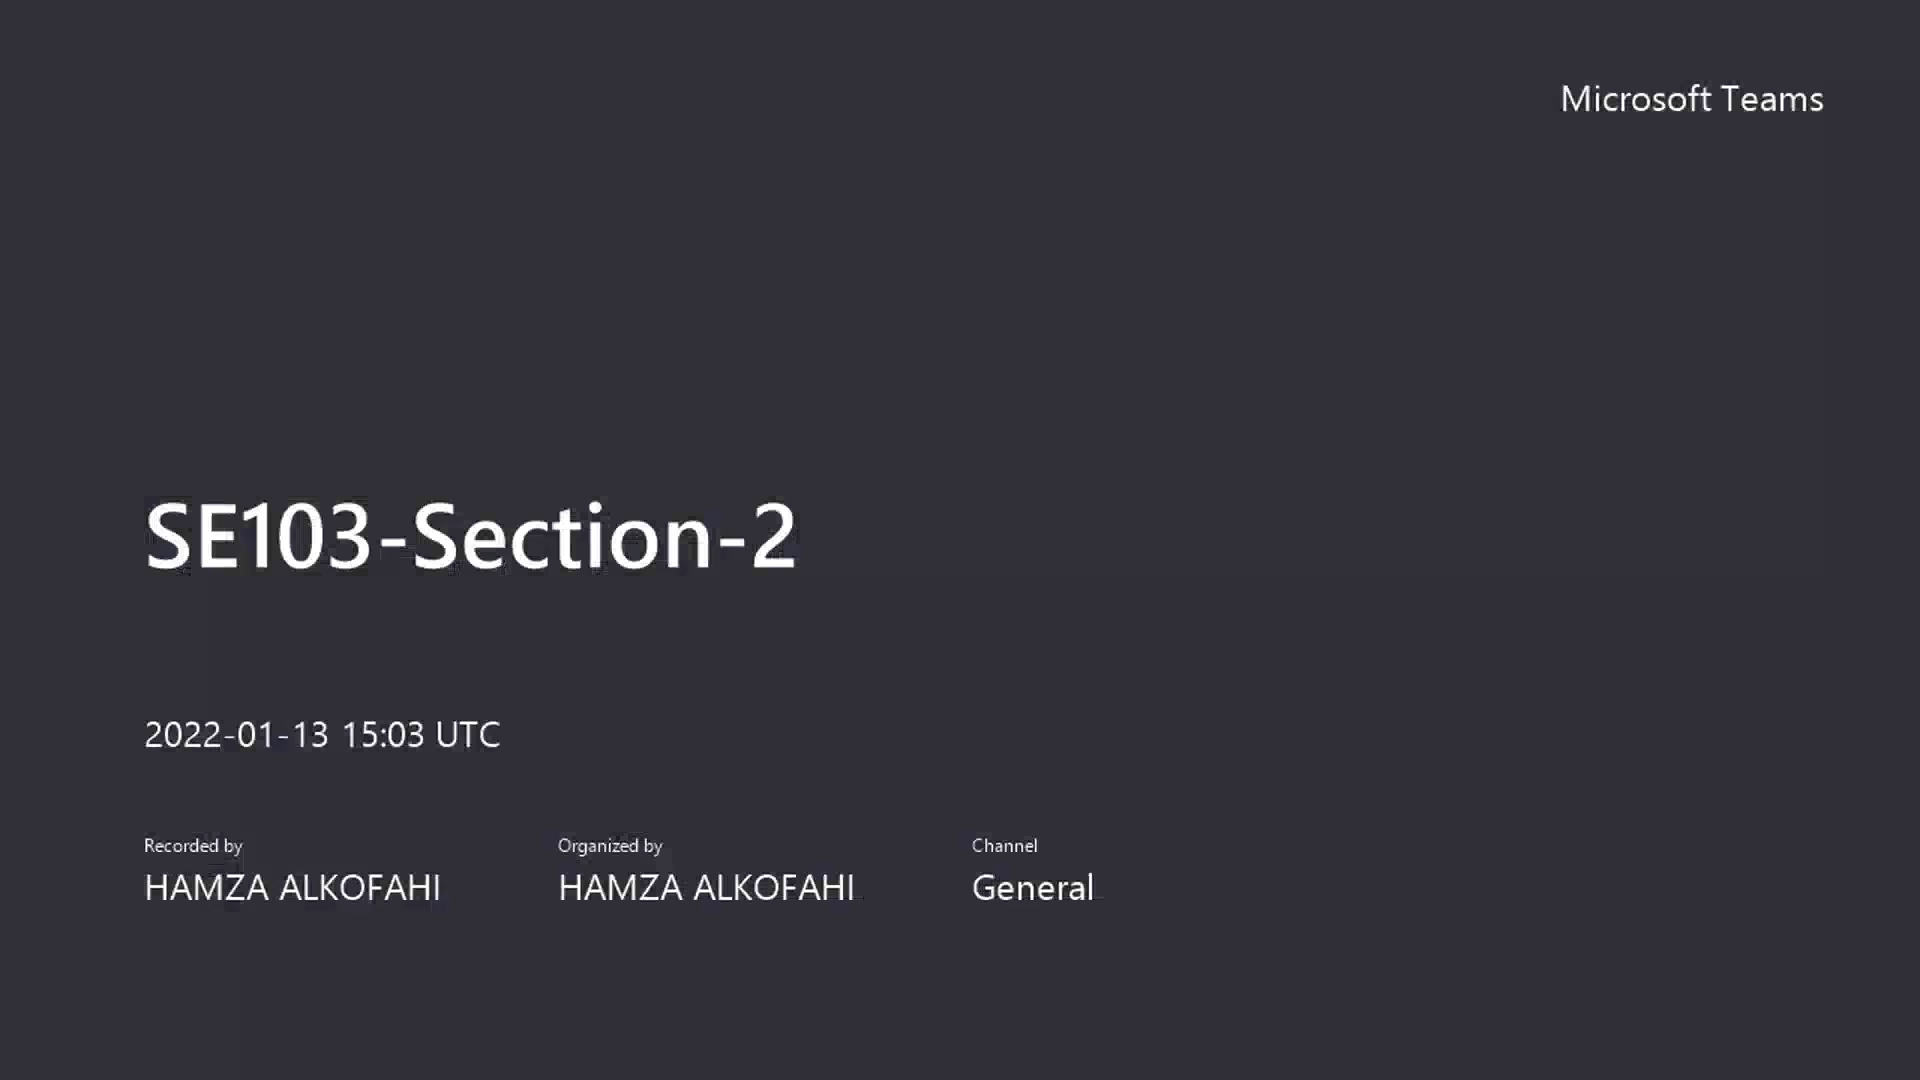 Microsoft Teams
SE103-Section-2
2022-01-13 15:03 UTC
Recorded by
HAMZA ALKOFAHI
Organized by
HAMZA ALKOFAHI
Channel
General